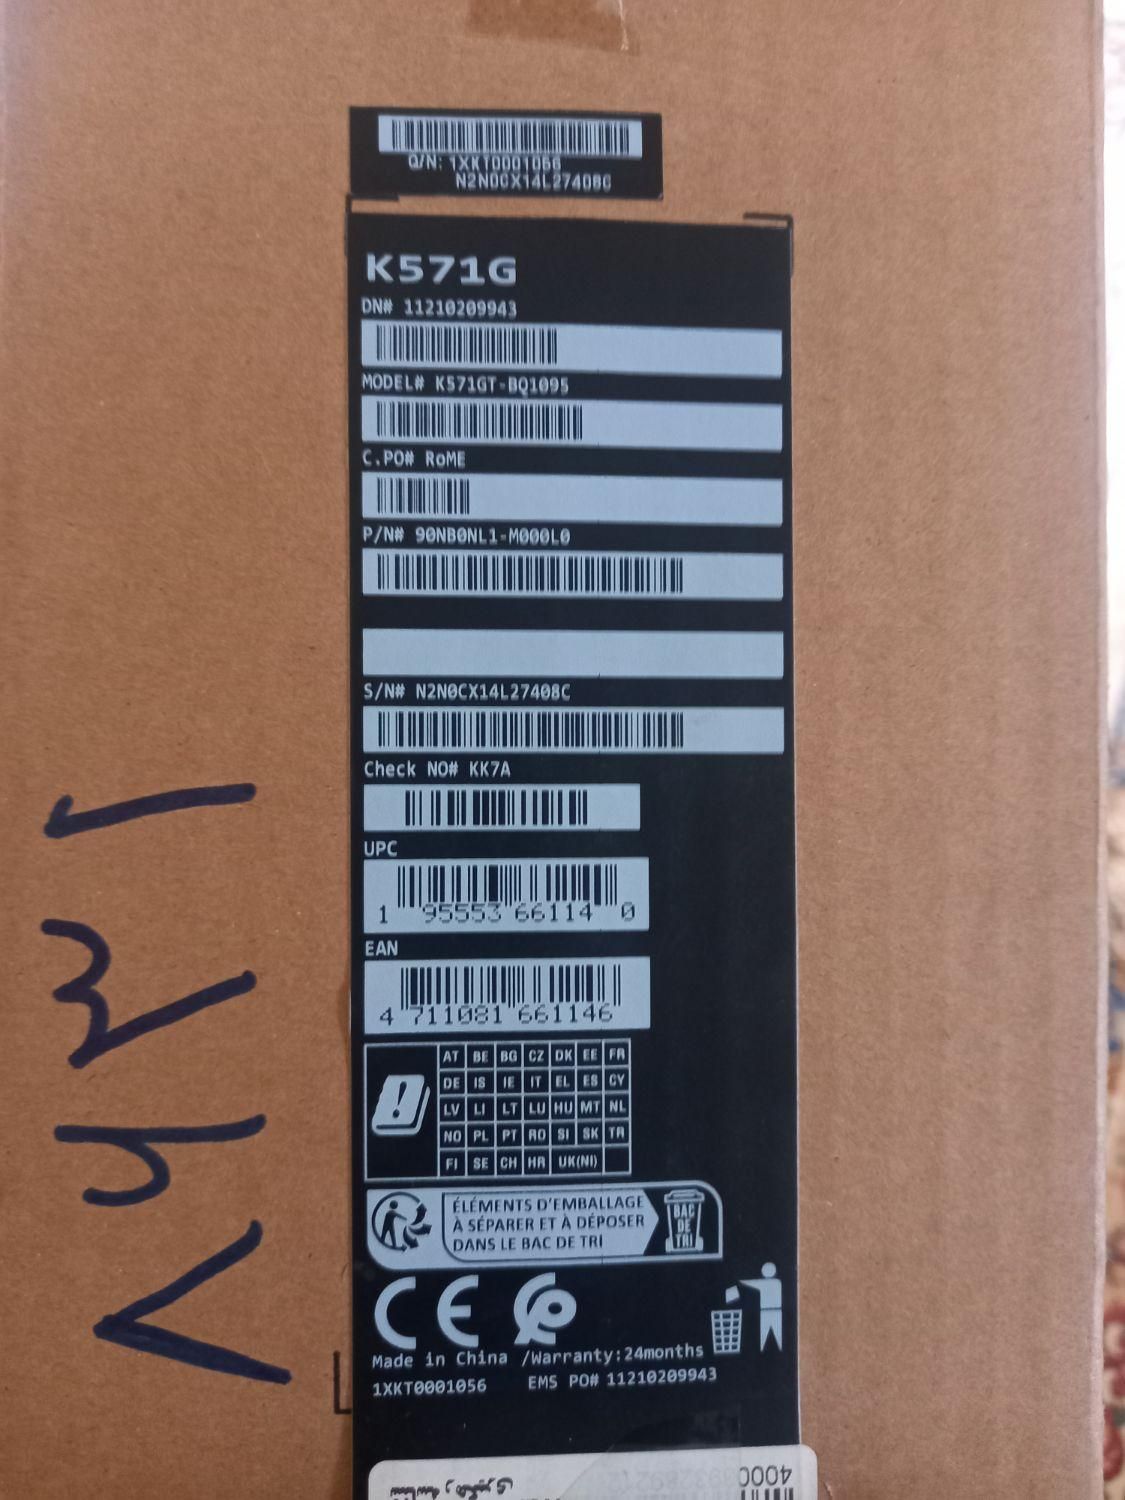 Q/N: 1XKT0001056
N2N0CX14L27408C
K571G
DN# 11210209943
MODEL# K571GT-BQ1095
C.PO# RoME
P/N# 90NB0NL1-M000L0
S/N# N2N0CX14L27408C
Check NO# KK7A
UPC
1 95553 66114 0
EAN
4 711081 661146
AT BE BG CZ DK EE FR
DE IS IE IT EL ES CY
LV LI LT LU HU MT NL
NO PL PT RO SI SK TR
FI SE CH HR UK(NI)
ÉLÉMENTS D'EMBALLAGE
À SÉPARER ET À DÉPOSER
DANS LE BAC DE TRI
BAC
DE
TRI
CE
Made in China /Warranty:24months
1XKT0001056 EMS PO# 11210209943